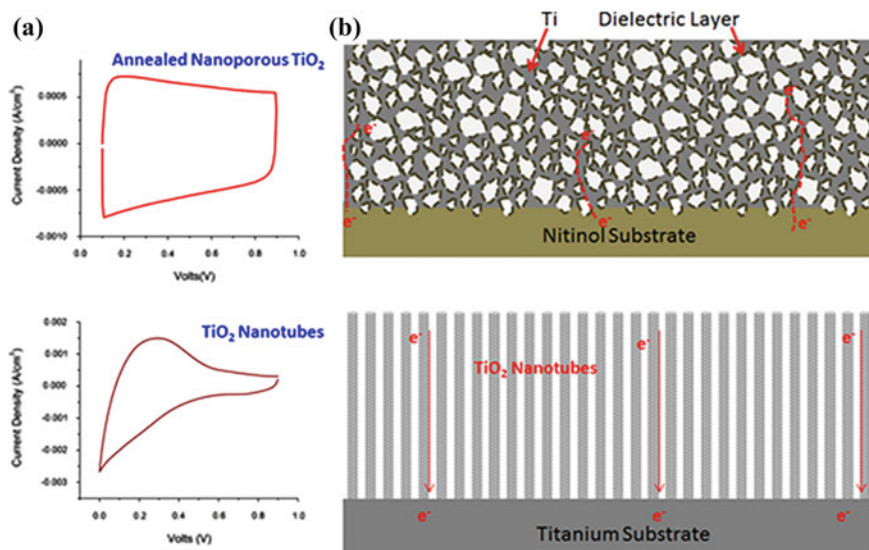 (a)
Annealed Nanoporous TiO₂
Current Density (A/cm²)
0.0005
0.0000
-0.0005
-0.0010
0.2 0.4 0.6 0.8 1.0
Volts(V)
TiO₂ Nanotubes
Current Density (A/cm²)
0.002
0.001
0.000
-0.001
-0.002
-0.003
0.0 0.2 0.4 0.6 0.8 1.0
Volts (V)
(b)
Ti Dielectric Layer
e⁻
e⁻ e⁻
e⁻ e⁻ e⁻
Nitinol Substrate
e⁻ e⁻ e⁻
TiO₂ Nanotubes
e⁻ e⁻ e⁻
Titanium Substrate